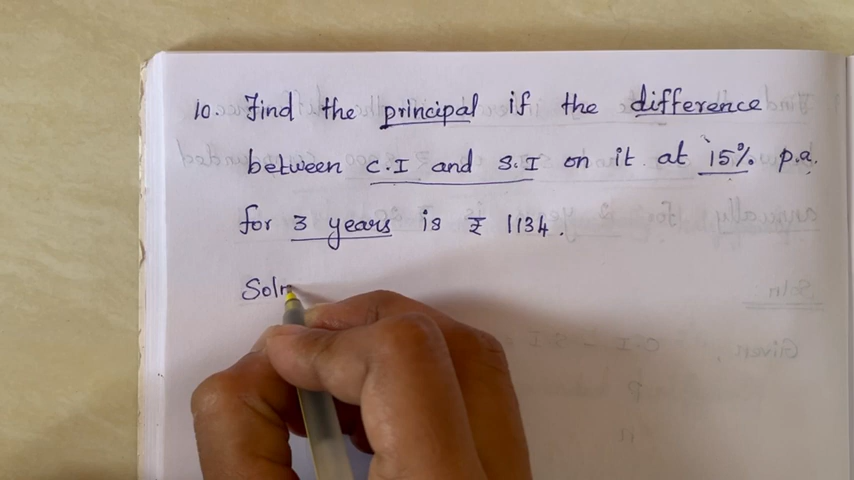 10. Find the principal if the difference
between C.I and S.I on it at 15% p.a.
for 3 years is ₹ 1134.
Soln